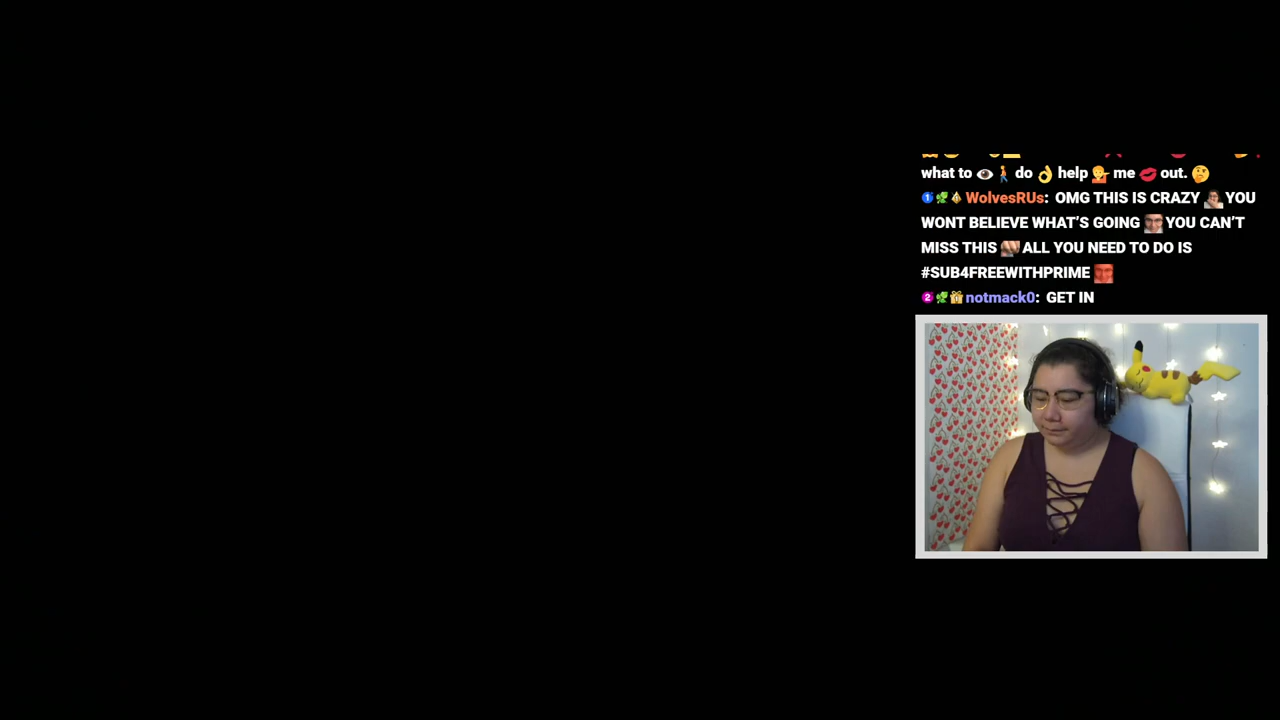 what to 👁️ 🚶 do 👌 help 💁 me 💋 out. 🤔
WolvesRUs: OMG THIS IS CRAZY YOU
WONT BELIEVE WHAT'S GOING YOU CAN'T
MISS THIS ALL YOU NEED TO DO IS
#SUB4FREEWITHPRIME
notmack0: GET IN